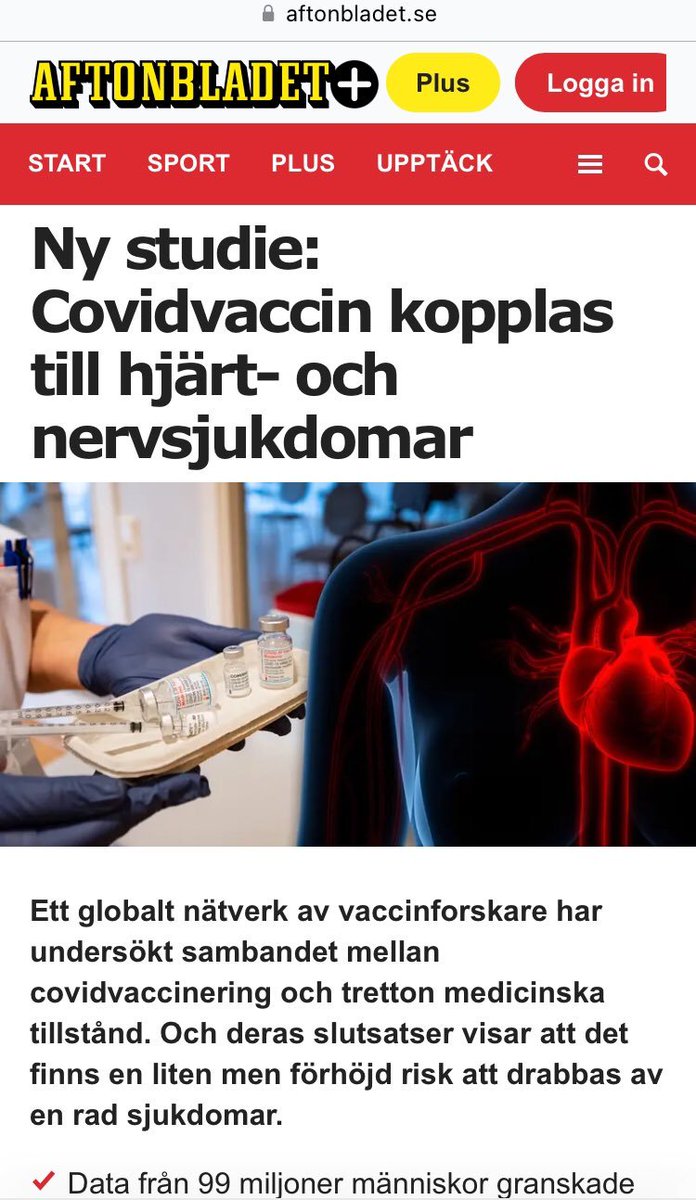 aftonbladet.se
AFTONBLADET+ Plus Logga in
START SPORT PLUS UPPTÄCK
Ny studie:
Covidvaccin kopplas
till hjärt- och
nervsjukdomar
Ett globalt nätverk av vaccinforskare har
undersökt sambandet mellan
covidvaccinering och tretton medicinska
tillstånd. Och deras slutsatser visar att det
finns en liten men förhöjd risk att drabbas av
en rad sjukdomar.
Data från 99 miljoner människor granskade